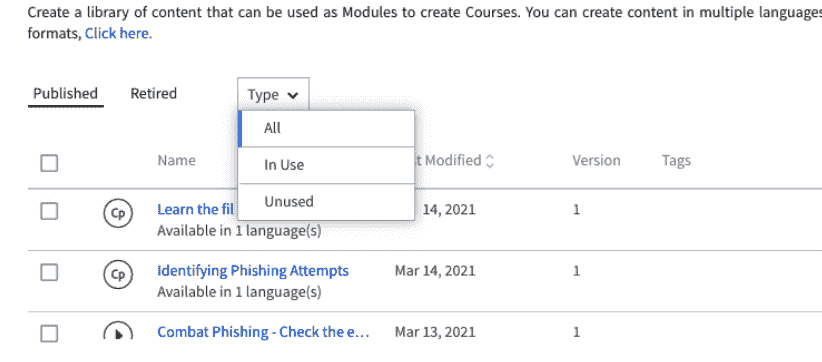 Create a library of content that can be used as Modules to create Courses. You can create content in multiple languages
formats, Click here.
Published Retired Type
All
In Use
Unused
Name t Modified Version Tags
Cp Learn the fil 14, 2021 1
Available in 1 language(s)
Cp Identifying Phishing Attempts Mar 14, 2021 1
Available in 1 language(s)
Combat Phishing - Check the e... Mar 13, 2021 1